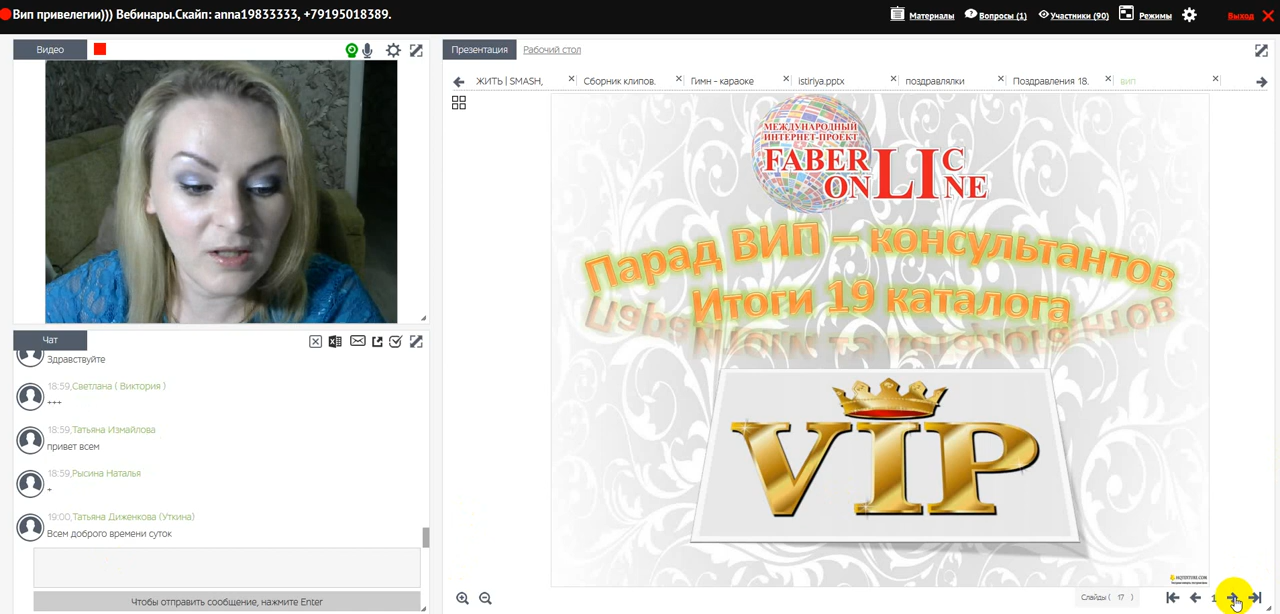 Вип привелегии))) Вебинары.Скайп: anna19833333, +79195018389.
Материалы
Вопросы (1)
Участники (90)
Режимы
Выход
Видео
Чат
Здравствуйте
18:59,Светлана ( Виктория )
+++
18:59,Татьяна Измайлова
привет всем
18:59,Рысина Наталья
+
19:00,Татьяна Диженкова (Уткина)
Всем доброго времени суток
Чтобы отправить сообщение, нажмите Enter
Презентация
Рабочий стол
ЖИТЬ | SMASH,
Сборник клипов.
Гимн - караоке
istiriya.pptx
поздравлялки
Поздравления 18.
вип
МЕЖДУНАРОДНЫЙ
ИНТЕРНЕТ-ПРОЕКТ
FABERLIC
ONLINE
Парад ВИП – консультантов
Итоги 19 каталога
VIP
Слайды ( 17 )
1